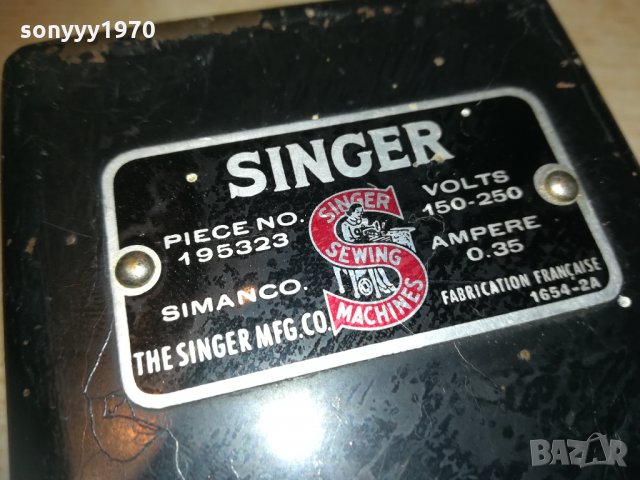 sonyyy1970
SINGER
PIECE NO.
195323
SIMANCO.
THE SINGER MFG.CO.
SINGER
SEWING
MACHINES
VOLTS
150-250
AMPERE
0.35
FABRICATION FRANÇAISE
1654-2A
BAZAR
bg